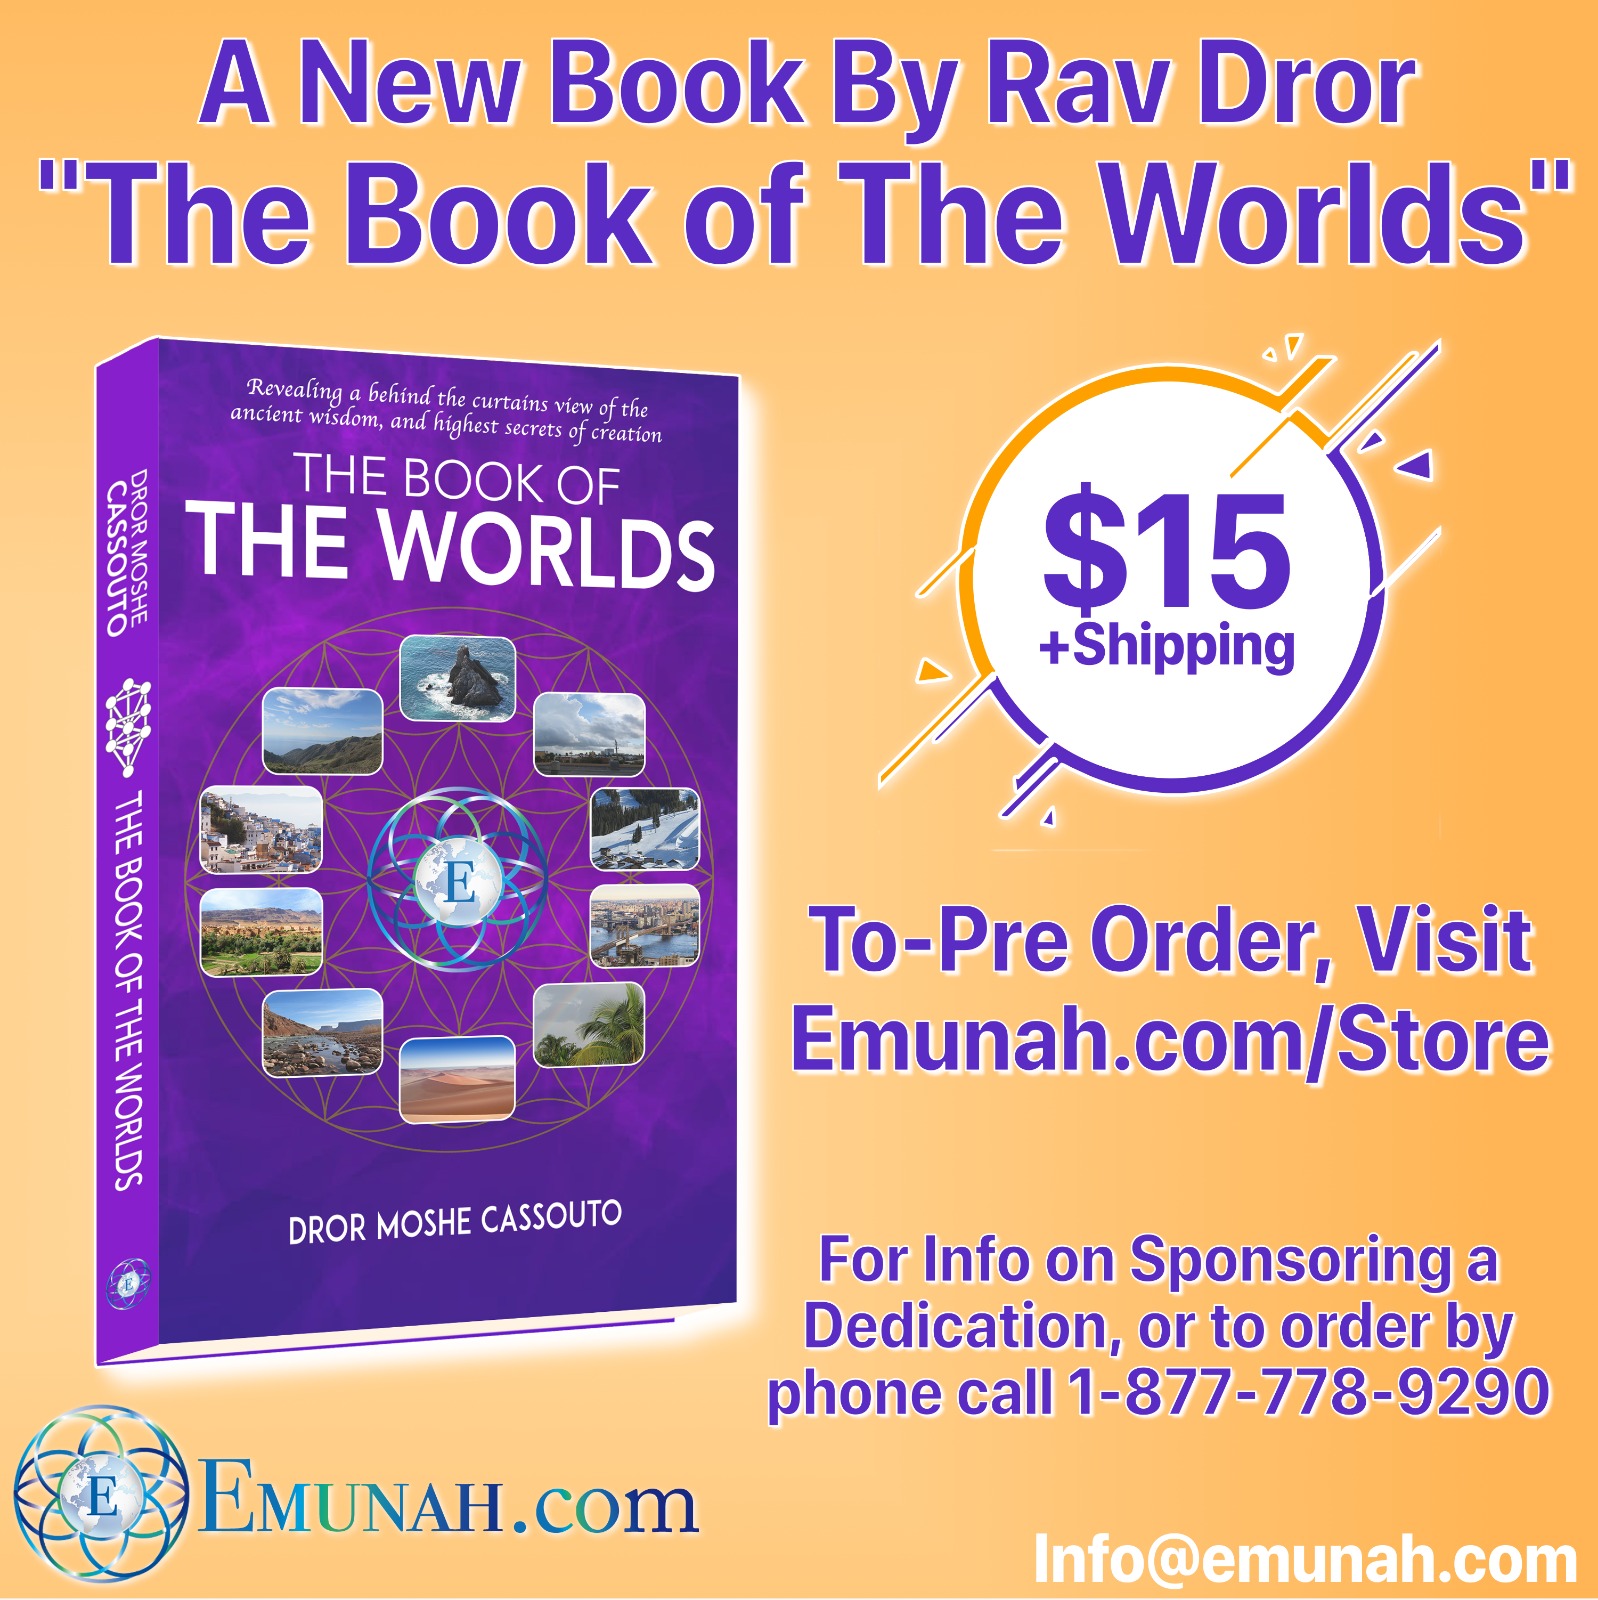 A New Book By Rav Dror
"The Book of The Worlds"
Revealing a behind the curtains view of the
ancient wisdom, and highest secrets of creation
THE BOOK OF
THE WORLDS
E
DROR MOSHE CASSOUTO
DROR MOSHE
CASSOUTO
THE BOOK OF THE WORLDS
E
$15
+Shipping
To-Pre Order, Visit
Emunah.com/Store
For Info on Sponsoring a
Dedication, or to order by
phone call 1-877-778-9290
E
EMUNAH.com
Info@emunah.com